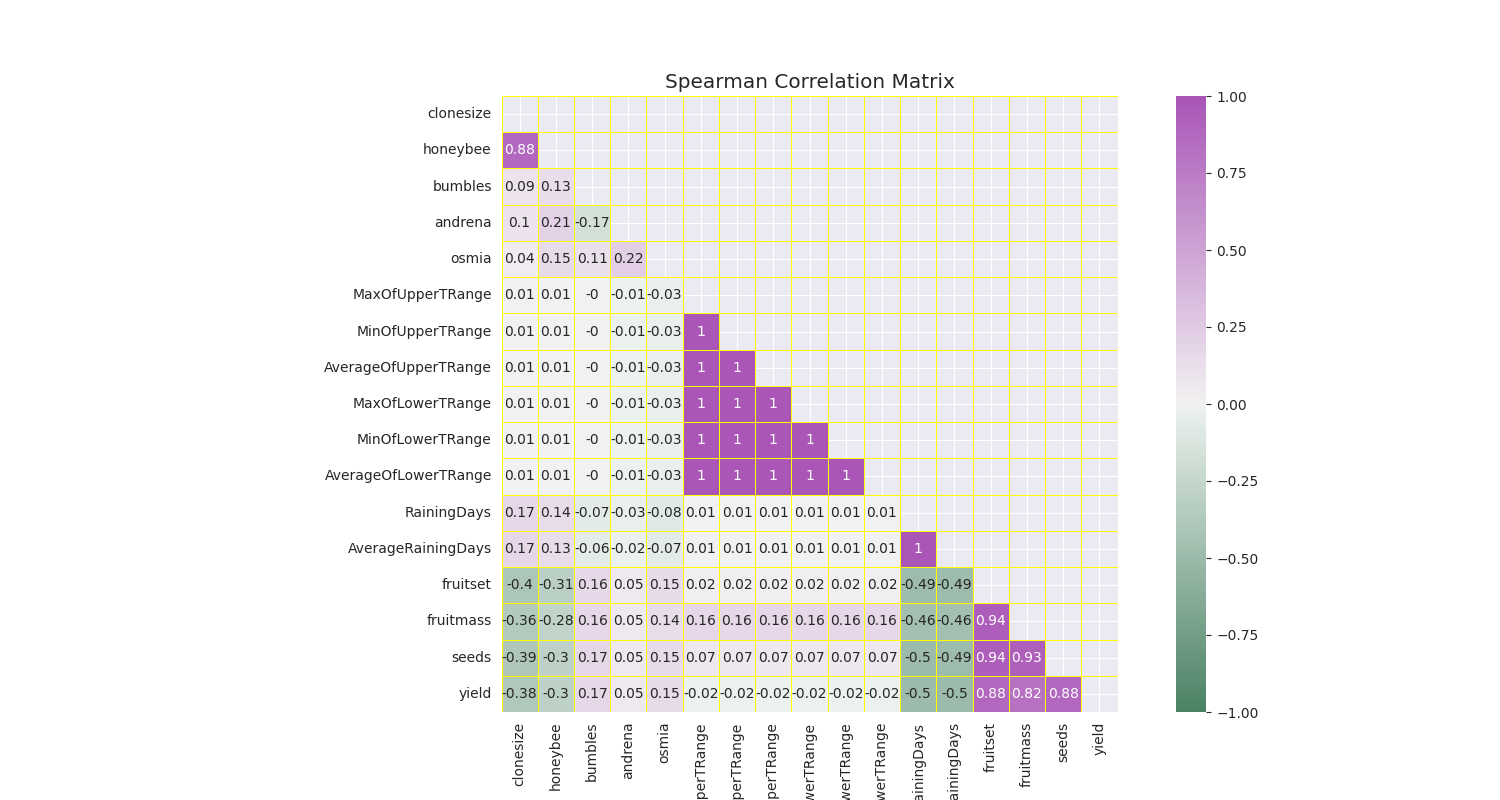 Spearman Correlation Matrix
clonesize
honeybee 0.88
bumbles 0.09 0.13
andrena 0.1 0.21 -0.17
osmia 0.04 0.15 0.11 0.22
MaxOfUpperTRange 0.01 0.01 -0 -0.01 -0.03
MinOfUpperTRange 0.01 0.01 -0 -0.01 -0.03 1
AverageOfUpperTRange 0.01 0.01 -0 -0.01 -0.03 1 1
MaxOfLowerTRange 0.01 0.01 -0 -0.01 -0.03 1 1 1
MinOfLowerTRange 0.01 0.01 -0 -0.01 -0.03 1 1 1 1
AverageOfLowerTRange 0.01 0.01 -0 -0.01 -0.03 1 1 1 1 1
RainingDays 0.17 0.14 -0.07 -0.03 -0.08 0.01 0.01 0.01 0.01 0.01 0.01
AverageRainingDays 0.17 0.13 -0.06 -0.02 -0.07 0.01 0.01 0.01 0.01 0.01 0.01 1
fruitset -0.4 -0.31 0.16 0.05 0.15 0.02 0.02 0.02 0.02 0.02 0.02 -0.49 -0.49
fruitmass -0.36 -0.28 0.16 0.05 0.14 0.16 0.16 0.16 0.16 0.16 0.16 -0.46 -0.46 0.94
seeds -0.39 -0.3 0.17 0.05 0.15 0.07 0.07 0.07 0.07 0.07 0.07 -0.5 -0.49 0.94 0.93
yield -0.38 -0.3 0.17 0.05 0.15 -0.02 -0.02 -0.02 -0.02 -0.02 -0.02 -0.5 -0.5 0.88 0.82 0.88
clonesize
honeybee
bumbles
andrena
osmia
perTRange
perTRange
perTRange
werTRange
werTRange
werTRange
ainingDays
ainingDays
fruitset
fruitmass
seeds
yield
1.00
0.75
0.50
0.25
0.00
−0.25
−0.50
−0.75
−1.00